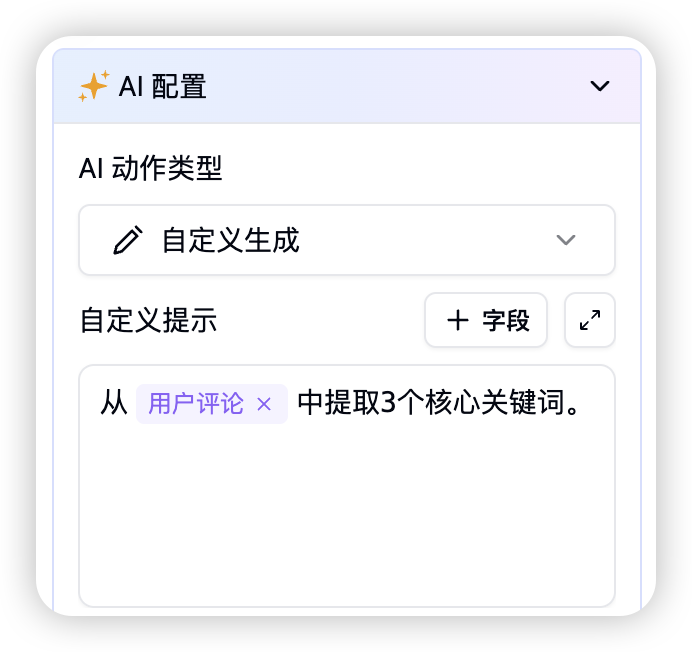 AI 配置
AI 动作类型
自定义生成
自定义提示
+ 字段
从 用户评论 × 中提取3个核心关键词。